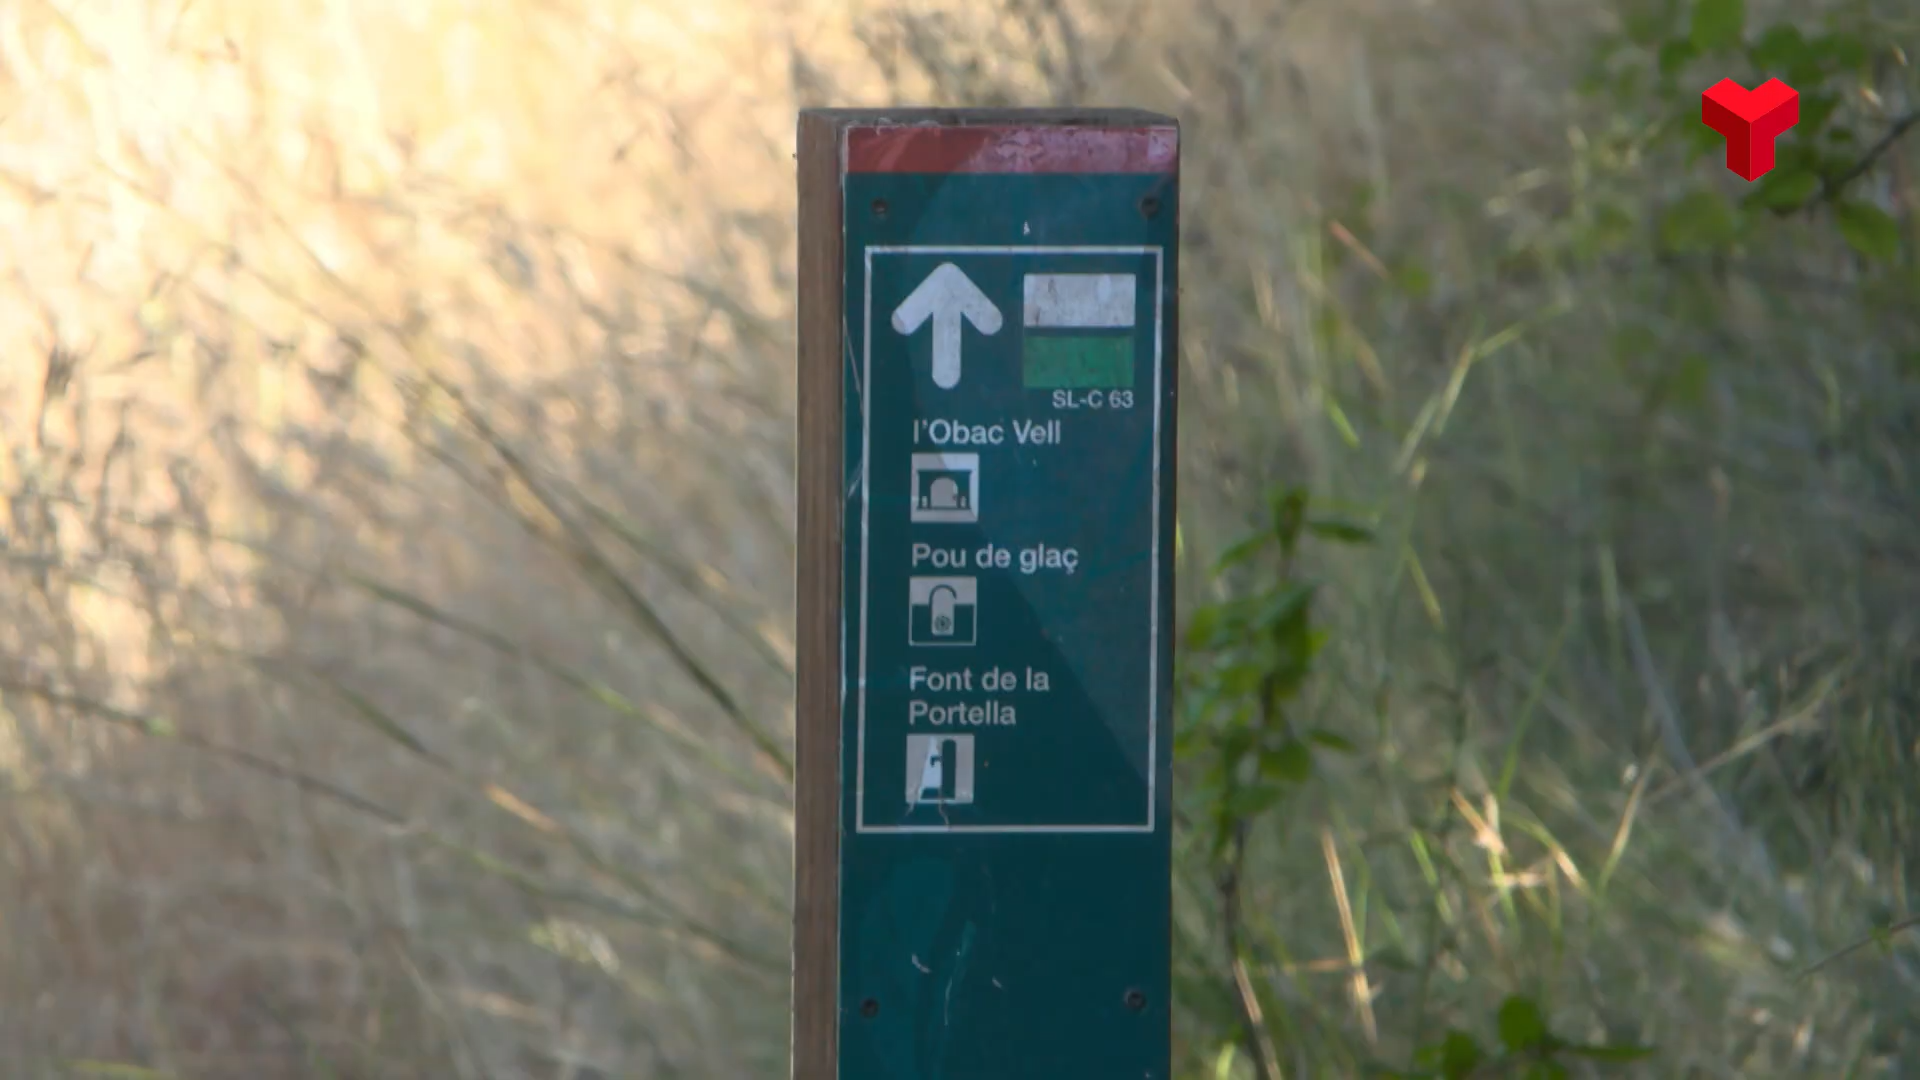 SL-C 63
l'Obac Vell
Pou de glaç
Font de la
Portella